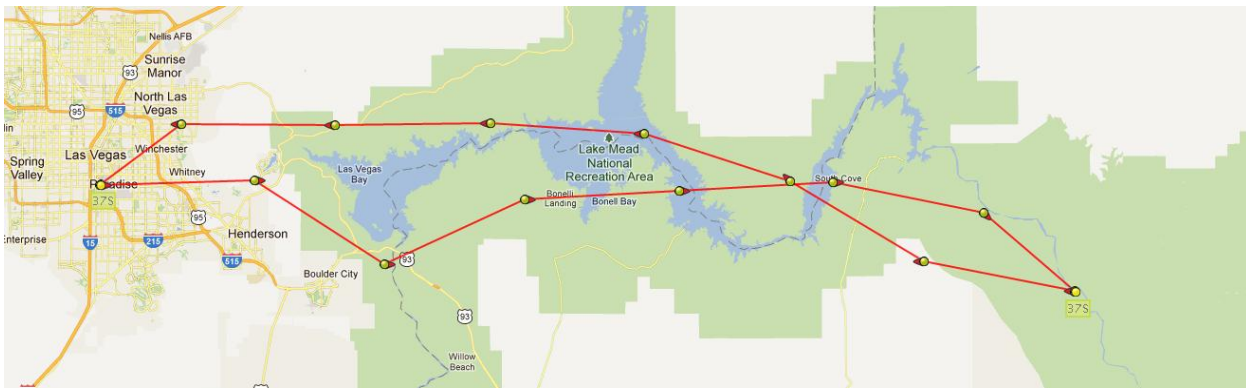 Nellis AFB
Sunrise
Manor
93
North Las
Vegas
95
515
Las Vegas
Winchester
Spring
Valley
Whitney
Paradise
37S
95
Enterprise
15
215
Henderson
515
Boulder City
Las Vegas
Bay
93
93
Willow
Beach
Lake Mead
National
Recreation Area
Bonelli
Landing
Bonell Bay
South Cove
37S